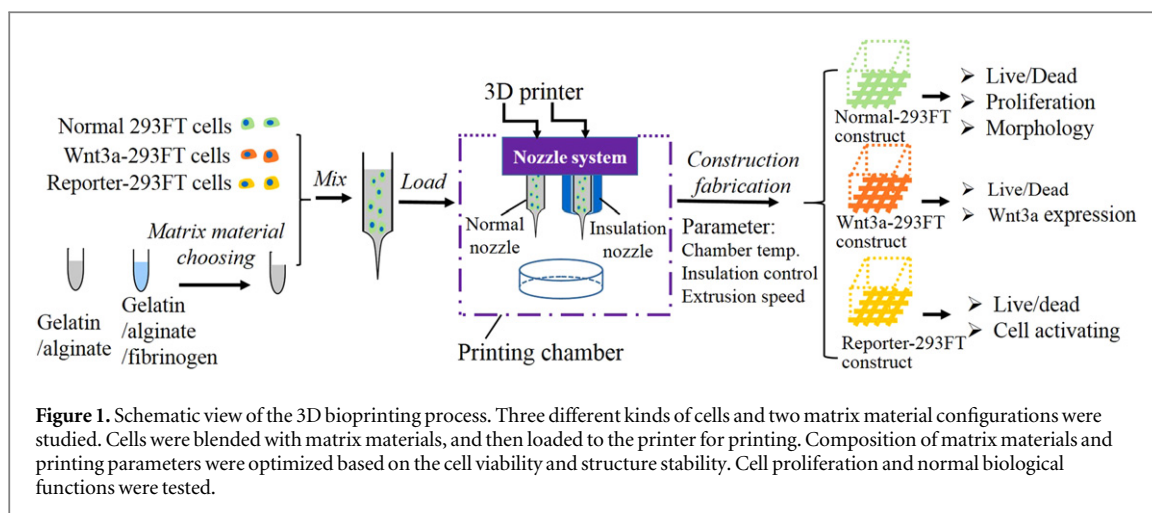 Normal 293FT cells
Wnt3a-293FT cells
Reporter-293FT cells
Matrix material
choosing
Gelatin
/alginate
Gelatin
/alginate
/fibrinogen
Mix
Load
3D printer
Nozzle system
Normal
nozzle
Insulation
nozzle
Printing chamber
Construction
fabrication
Parameter:
Chamber temp.
Insulation control
Extrusion speed
Normal-293FT
construct
➢ Live/Dead
➢ Proliferation
➢ Morphology
Wnt3a-293FT
construct
➢ Live/Dead
➢ Wnt3a expression
Reporter-293FT
construct
➢ Live/dead
➢ Cell activating
Figure 1. Schematic view of the 3D bioprinting process. Three different kinds of cells and two matrix material configurations were
studied. Cells were blended with matrix materials, and then loaded to the printer for printing. Composition of matrix materials and
printing parameters were optimized based on the cell viability and structure stability. Cell proliferation and normal biological
functions were tested.